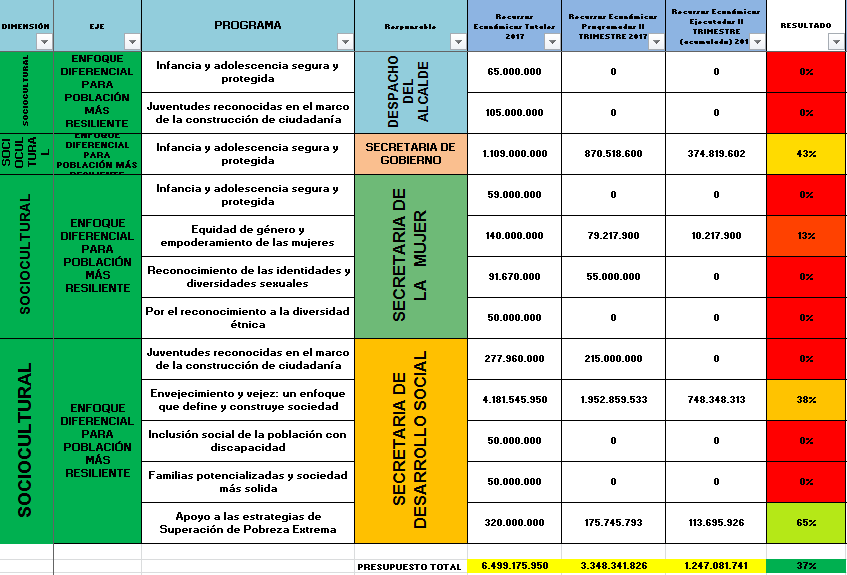 DIMENSIÓN EJE PROGRAMA Responsable Recursos Económicos Totales 2017 Recursos Económicos Programados II TRIMESTRE 2017 Recursos Económicos Ejecutados II TRIMESTRE (acumulado) 201 RESULTADO
SOCIOCULTURAL
ENFOQUE
DIFERENCIAL
PARA
POBLACIÓN
MÁS
RESILIENTE
DESPACHO
DEL
ALCALDE
Infancia y adolescencia segura y
protegida
65.000.000 0 0 0%
Juventudes reconocidas en el marco
de la construcción de ciudadanía
105.000.000 0 0 0%
SOCI
OCUL
TURA
L
ENFOQUE
DIFERENCIAL
PARA
POBLACIÓN MÁS
RESILIENTE
Infancia y adolescencia segura y
protegida
SECRETARIA DE
GOBIERNO
1.109.000.000 870.518.600 374.819.602 43%
SOCIOCULTURAL
ENFOQUE
DIFERENCIAL
PARA
POBLACIÓN
MÁS
RESILIENTE
SECRETARIA DE
LA MUJER
Infancia y adolescencia segura y
protegida
59.000.000 0 0 0%
Equidad de género y
empoderamiento de las mujeres
140.000.000 79.217.900 10.217.900 13%
Reconocimiento de las identidades y
diversidades sexuales
91.670.000 55.000.000 0 0%
Por el reconocimiento a la diversidad
étnica
50.000.000 0 0 0%
SOCIOCULTURAL
ENFOQUE
DIFERENCIAL
PARA
POBLACIÓN
MÁS
RESILIENTE
SECRETARIA DE
DESARROLLO SOCIAL
Juventudes reconocidas en el marco
de la construcción de ciudadanía
277.960.000 215.000.000 0 0%
Envejecimiento y vejez: un enfoque
que define y construye sociedad
4.181.545.950 1.952.859.533 748.348.313 38%
Inclusión social de la población con
discapacidad
50.000.000 0 0 0%
Familias potencializadas y sociedad
más solida
50.000.000 0 0 0%
Apoyo a las estrategias de
Superación de Pobreza Extrema
320.000.000 175.745.793 113.695.926 65%
PRESUPUESTO TOTAL 6.499.175.950 3.348.341.826 1.247.081.741 37%